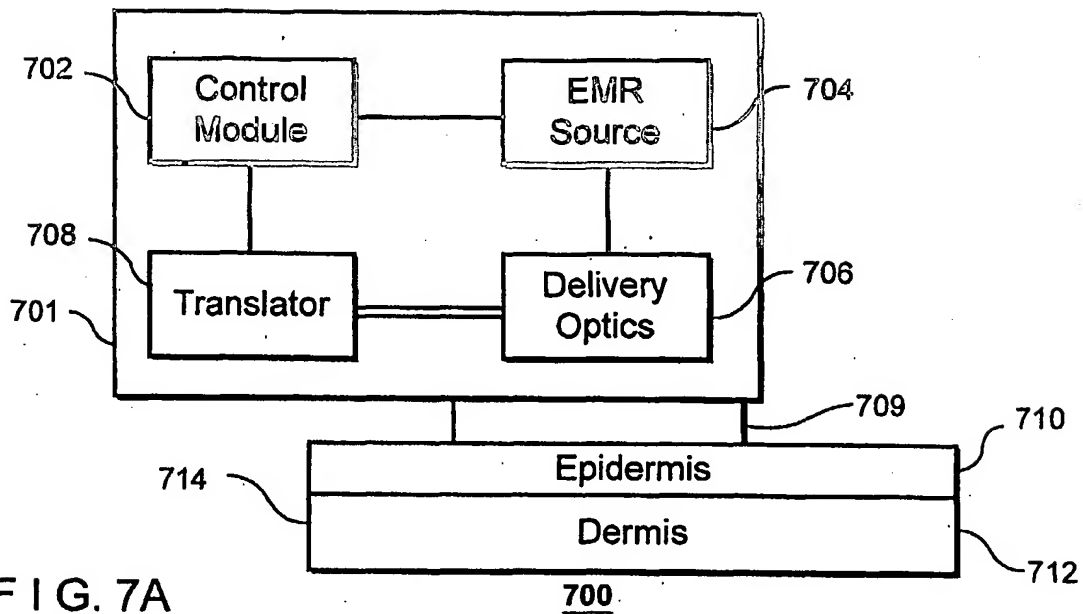 702
Control
Module
EMR
Source
704
708
Translator
Delivery
Optics
706
701
709
710
Epidermis
714
Dermis
712
FIG. 7A
700